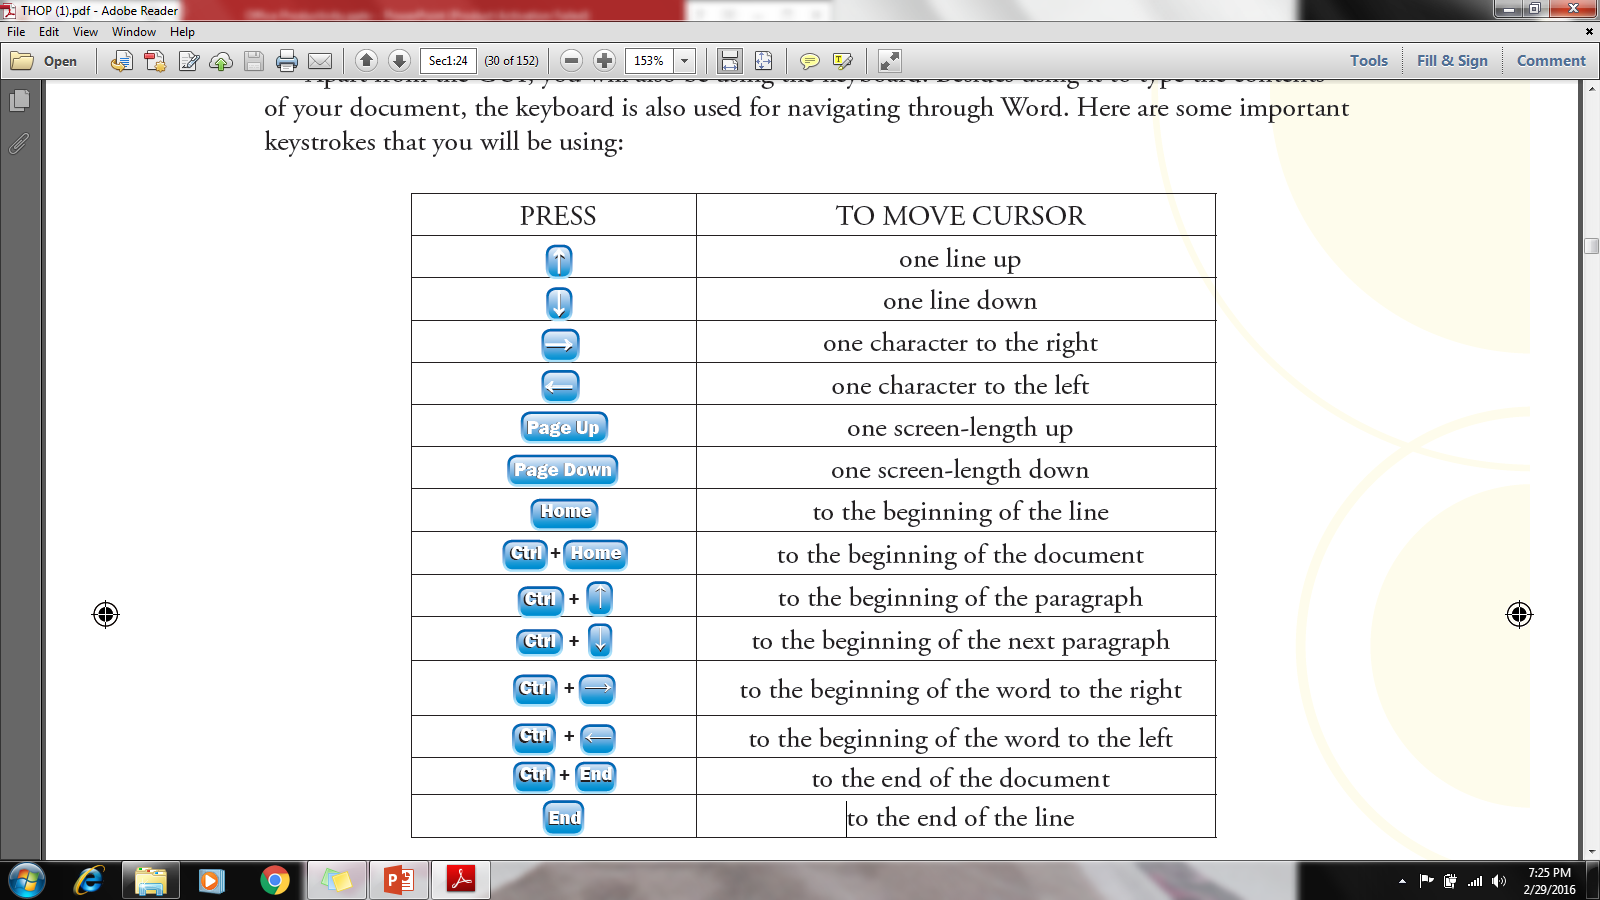 THOP (1).pdf - Adobe Reader
File Edit View Window Help
Open Sec1:24 (30 of 152) 153% Tools Fill & Sign Comment
of your document, the keyboard is also used for navigating through Word. Here are some important
keystrokes that you will be using:
PRESS TO MOVE CURSOR
↑ one line up
↓ one line down
→ one character to the right
← one character to the left
Page Up one screen-length up
Page Down one screen-length down
Home to the beginning of the line
Ctrl + Home to the beginning of the document
Ctrl + ↑ to the beginning of the paragraph
Ctrl + ↓ to the beginning of the next paragraph
Ctrl + → to the beginning of the word to the right
Ctrl + ← to the beginning of the word to the left
Ctrl + End to the end of the document
End to the end of the line
7:25 PM
2/29/2016